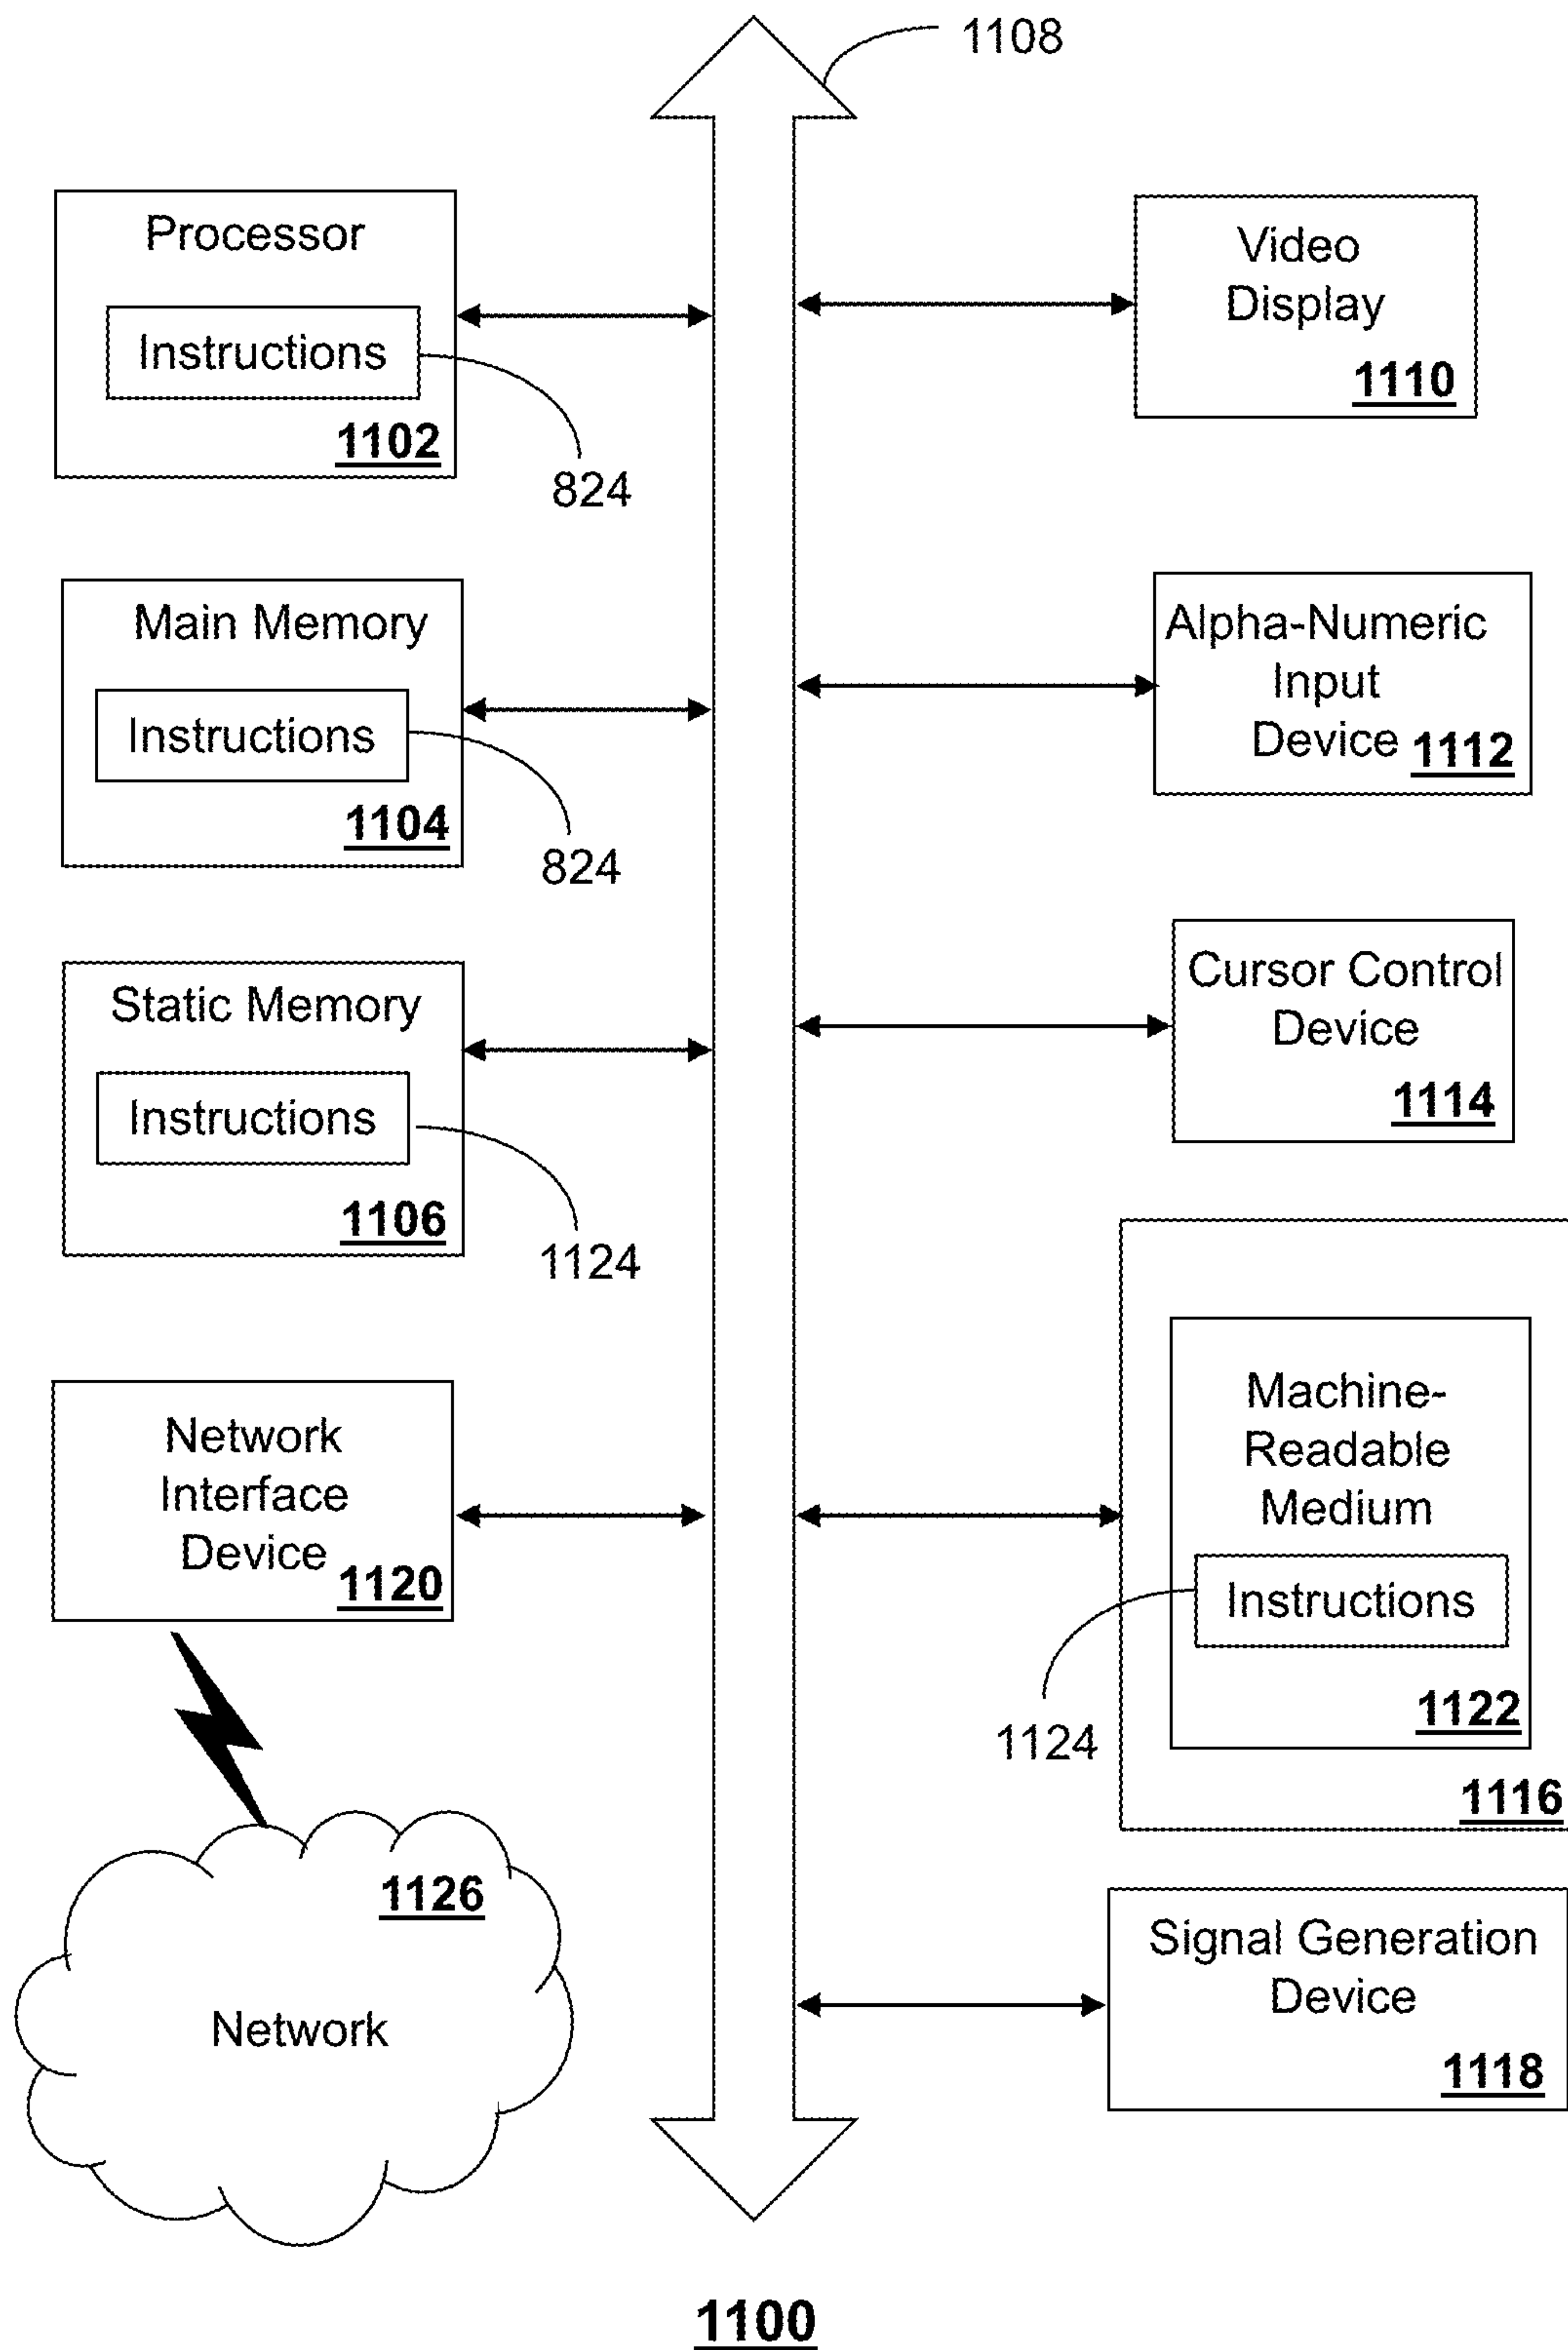 1108
Processor
Instructions
1102
824
Main Memory
Instructions
1104
824
Static Memory
Instructions
1106
1124
Network
Interface
Device
1120
1126
Network
Video
Display
1110
Alpha-Numeric
Input
Device 1112
Cursor Control
Device
1114
Machine-
Readable
Medium
Instructions
1122
1124
1116
Signal Generation
Device
1118
1100